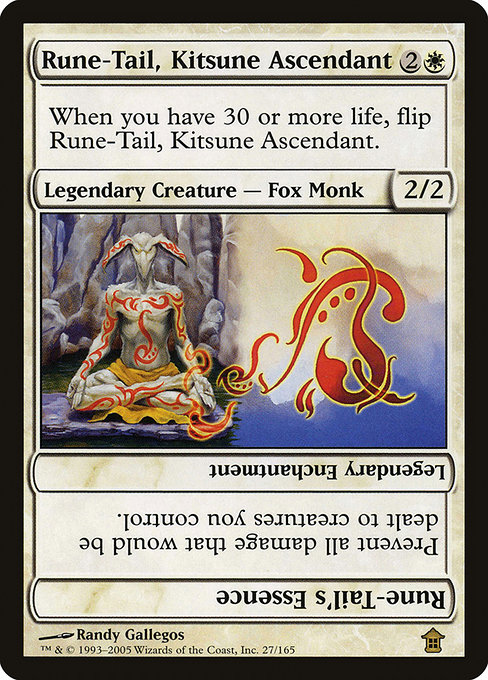 Rune-Tail, Kitsune Ascendant 2
When you have 30 or more life, flip
Rune-Tail, Kitsune Ascendant.
Legendary Creature — Fox Monk 2/2
Legendary Enchantment
Prevent all damage that would be
dealt to creatures you control.
Rune-Tail's Essence
Randy Gallegos
™ & © 1993–2005 Wizards of the Coast, Inc. 27/165